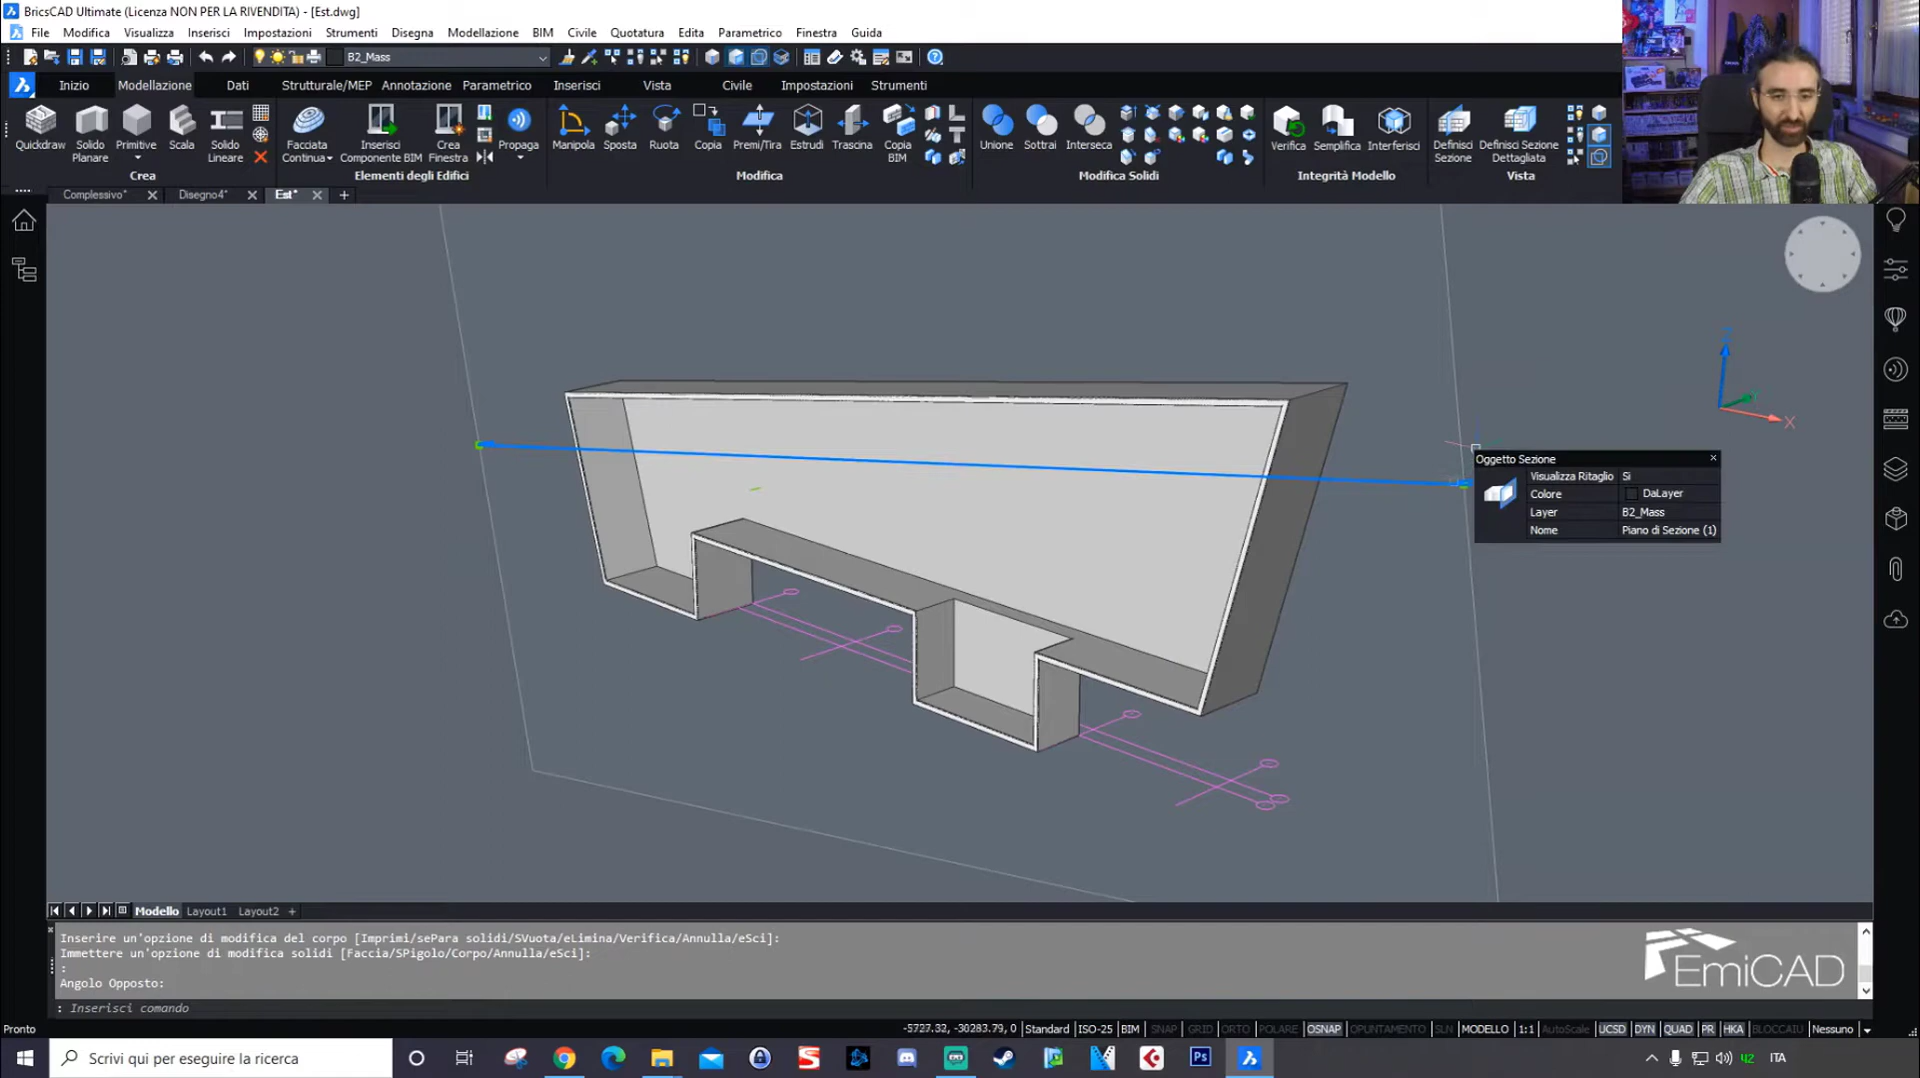 BricsCAD Ultimate (Licenza NON PER LA RIVENDITA) - [Est.dwg]
File Modifica Visualizza Inserisci Impostazioni Strumenti Disegna Modellazione BIM Civile Quotatura Edita Parametrico Finestra Guida
B2_Mass
Inizio Modellazione Dati Strutturale/MEP Annotazione Parametrico Inserisci Vista Civile Impostazioni Strumenti
Quickdraw Solido Planare Primitive Scala Solido Lineare Facciata Continua Inserisci Componente BIM Crea Finestra Propaga Manipola Sposta Ruota Copia Premi/Tira Estrudi Trascina Copia BIM Unione Sottrai Interseca Verifica Semplifica Interferisci Definisci Sezione Definisci Sezione Dettagliata
Crea Elementi degli Edifici Modifica Modifica Solidi Integrità Modello Vista
Complessivo* Disegno4* Est*
X
Oggetto Sezione
Visualizza Ritaglio Si
Colore DaLayer
Layer B2_Mass
Nome Piano di Sezione (1)
Modello Layout1 Layout2
Inserire un'opzione di modifica del corpo [Imprimi/sePara solidi/SVuota/eLimina/Verifica/Annulla/eSci]:
Immettere un'opzione di modifica solidi [Faccia/SPigolo/Corpo/Annulla/eSci]:
:
Angolo Opposto:
: Inserisci comando
EmiCAD
Pronto -5727.32, -30283.79, 0 Standard ISO-25 BIM SNAP GRID ORTO POLARE OSNAP OPUNTAMENTO SLN MODELLO 1:1 AutoScale UCSD DYN QUAD PR HKA BLOCCAIU Nessuno
Scrivi qui per eseguire la ricerca
Ps
42 ITA